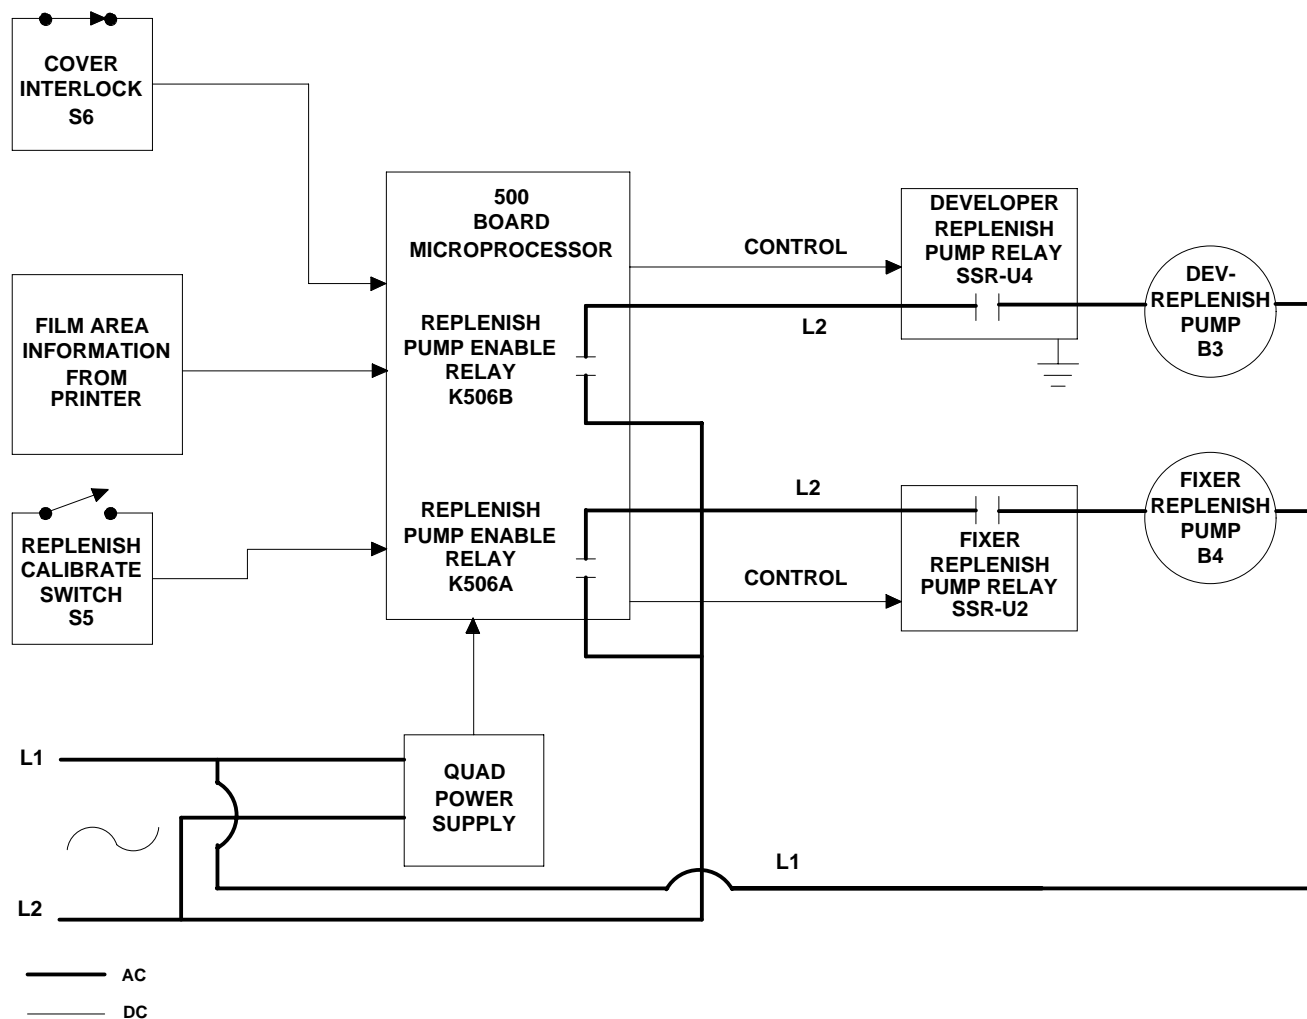 COVER
INTERLOCK
S6
500
BOARD
MICROPROCESSOR
DEVELOPER
REPLENISH
PUMP RELAY
SSR-U4
CONTROL
DEV-
REPLENISH
PUMP
B3
FILM AREA
INFORMATION
FROM
PRINTER
REPLENISH
PUMP ENABLE
RELAY
K506B
L2
REPLENISH
CALIBRATE
SWITCH
S5
REPLENISH
PUMP ENABLE
RELAY
K506A
L2
CONTROL
FIXER
REPLENISH
PUMP RELAY
SSR-U2
FIXER
REPLENISH
PUMP
B4
L1
QUAD
POWER
SUPPLY
L1
L2
AC
DC